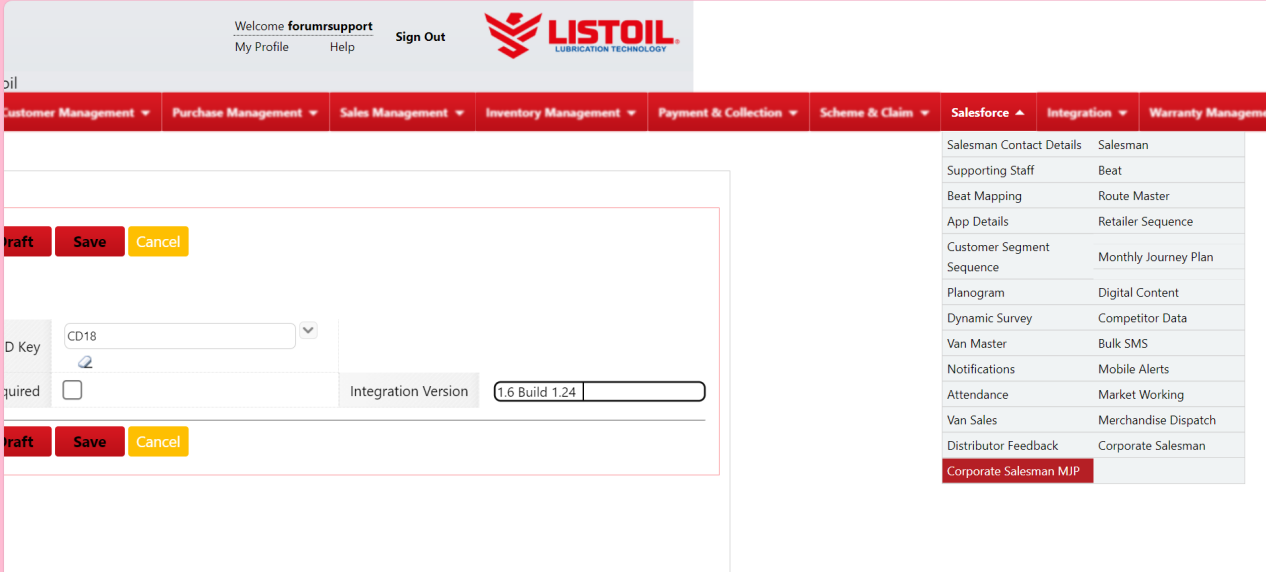 Welcome forumrsupport
My Profile Help
Sign Out
LISTOIL
LUBRICATION TECHNOLOGY
oil
Customer Management Purchase Management Sales Management Inventory Management Payment & Collection Scheme & Claim Salesforce Integration Warranty Manageme
Salesman Contact Details Salesman
Supporting Staff Beat
Beat Mapping Route Master
App Details Retailer Sequence
Customer Segment
Sequence
Monthly Journey Plan
Planogram Digital Content
Dynamic Survey Competitor Data
Van Master Bulk SMS
Notifications Mobile Alerts
Attendance Market Working
Van Sales Merchandise Dispatch
Distributor Feedback Corporate Salesman
Corporate Salesman MJP
Draft Save Cancel
D Key CD18
quired Integration Version 1.6 Build 1.24
Draft Save Cancel